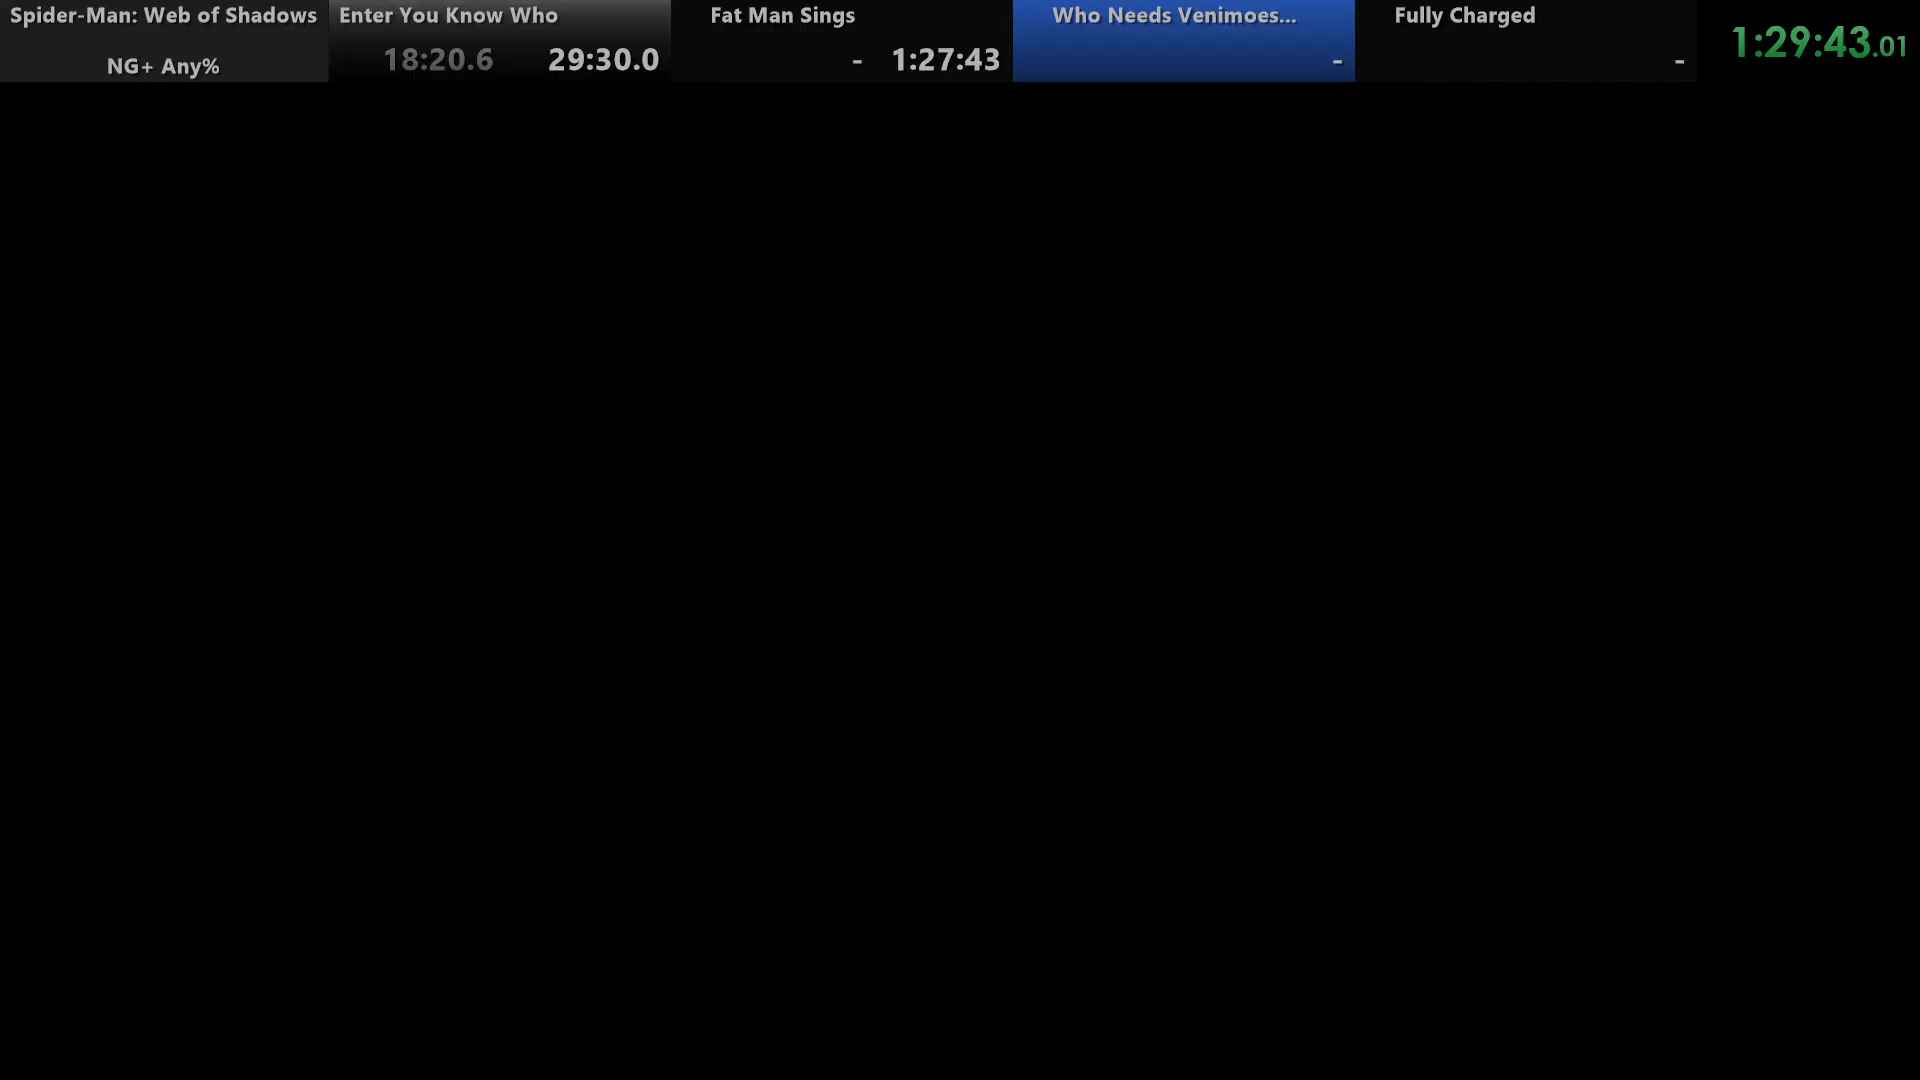 Spider-Man: Web of Shadows
NG+ Any%
Enter You Know Who
18:20.6 29:30.0
Fat Man Sings
- 1:27:43
Who Needs Venimoes...
-
Fully Charged
-
1:29:43.01